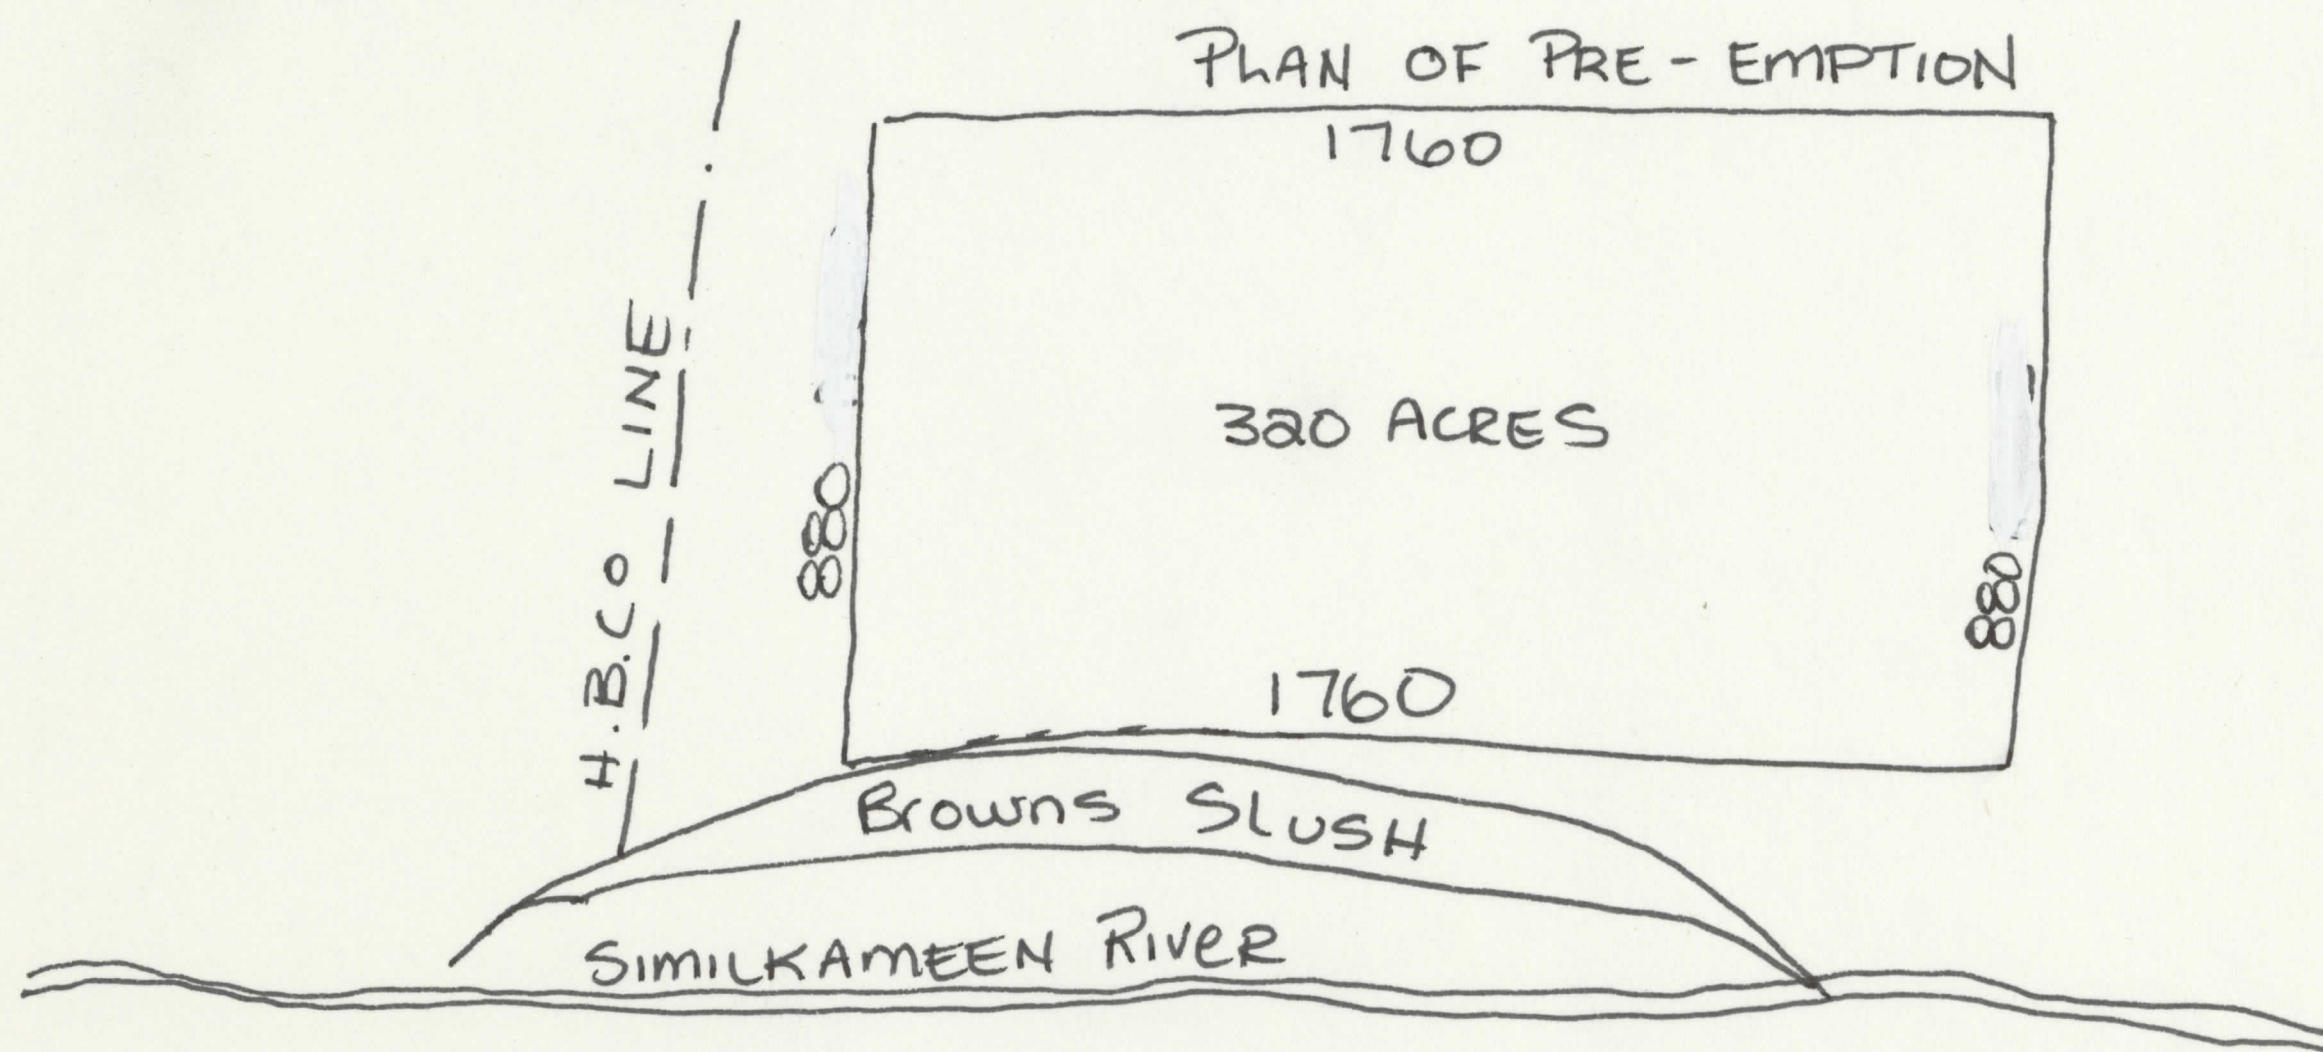 PLAN OF PRE-EMPTION
1760
320 ACRES
880
880
H.B.Co LINE
1760
Browns SLUSH
SIMILKAMEEN RIVER